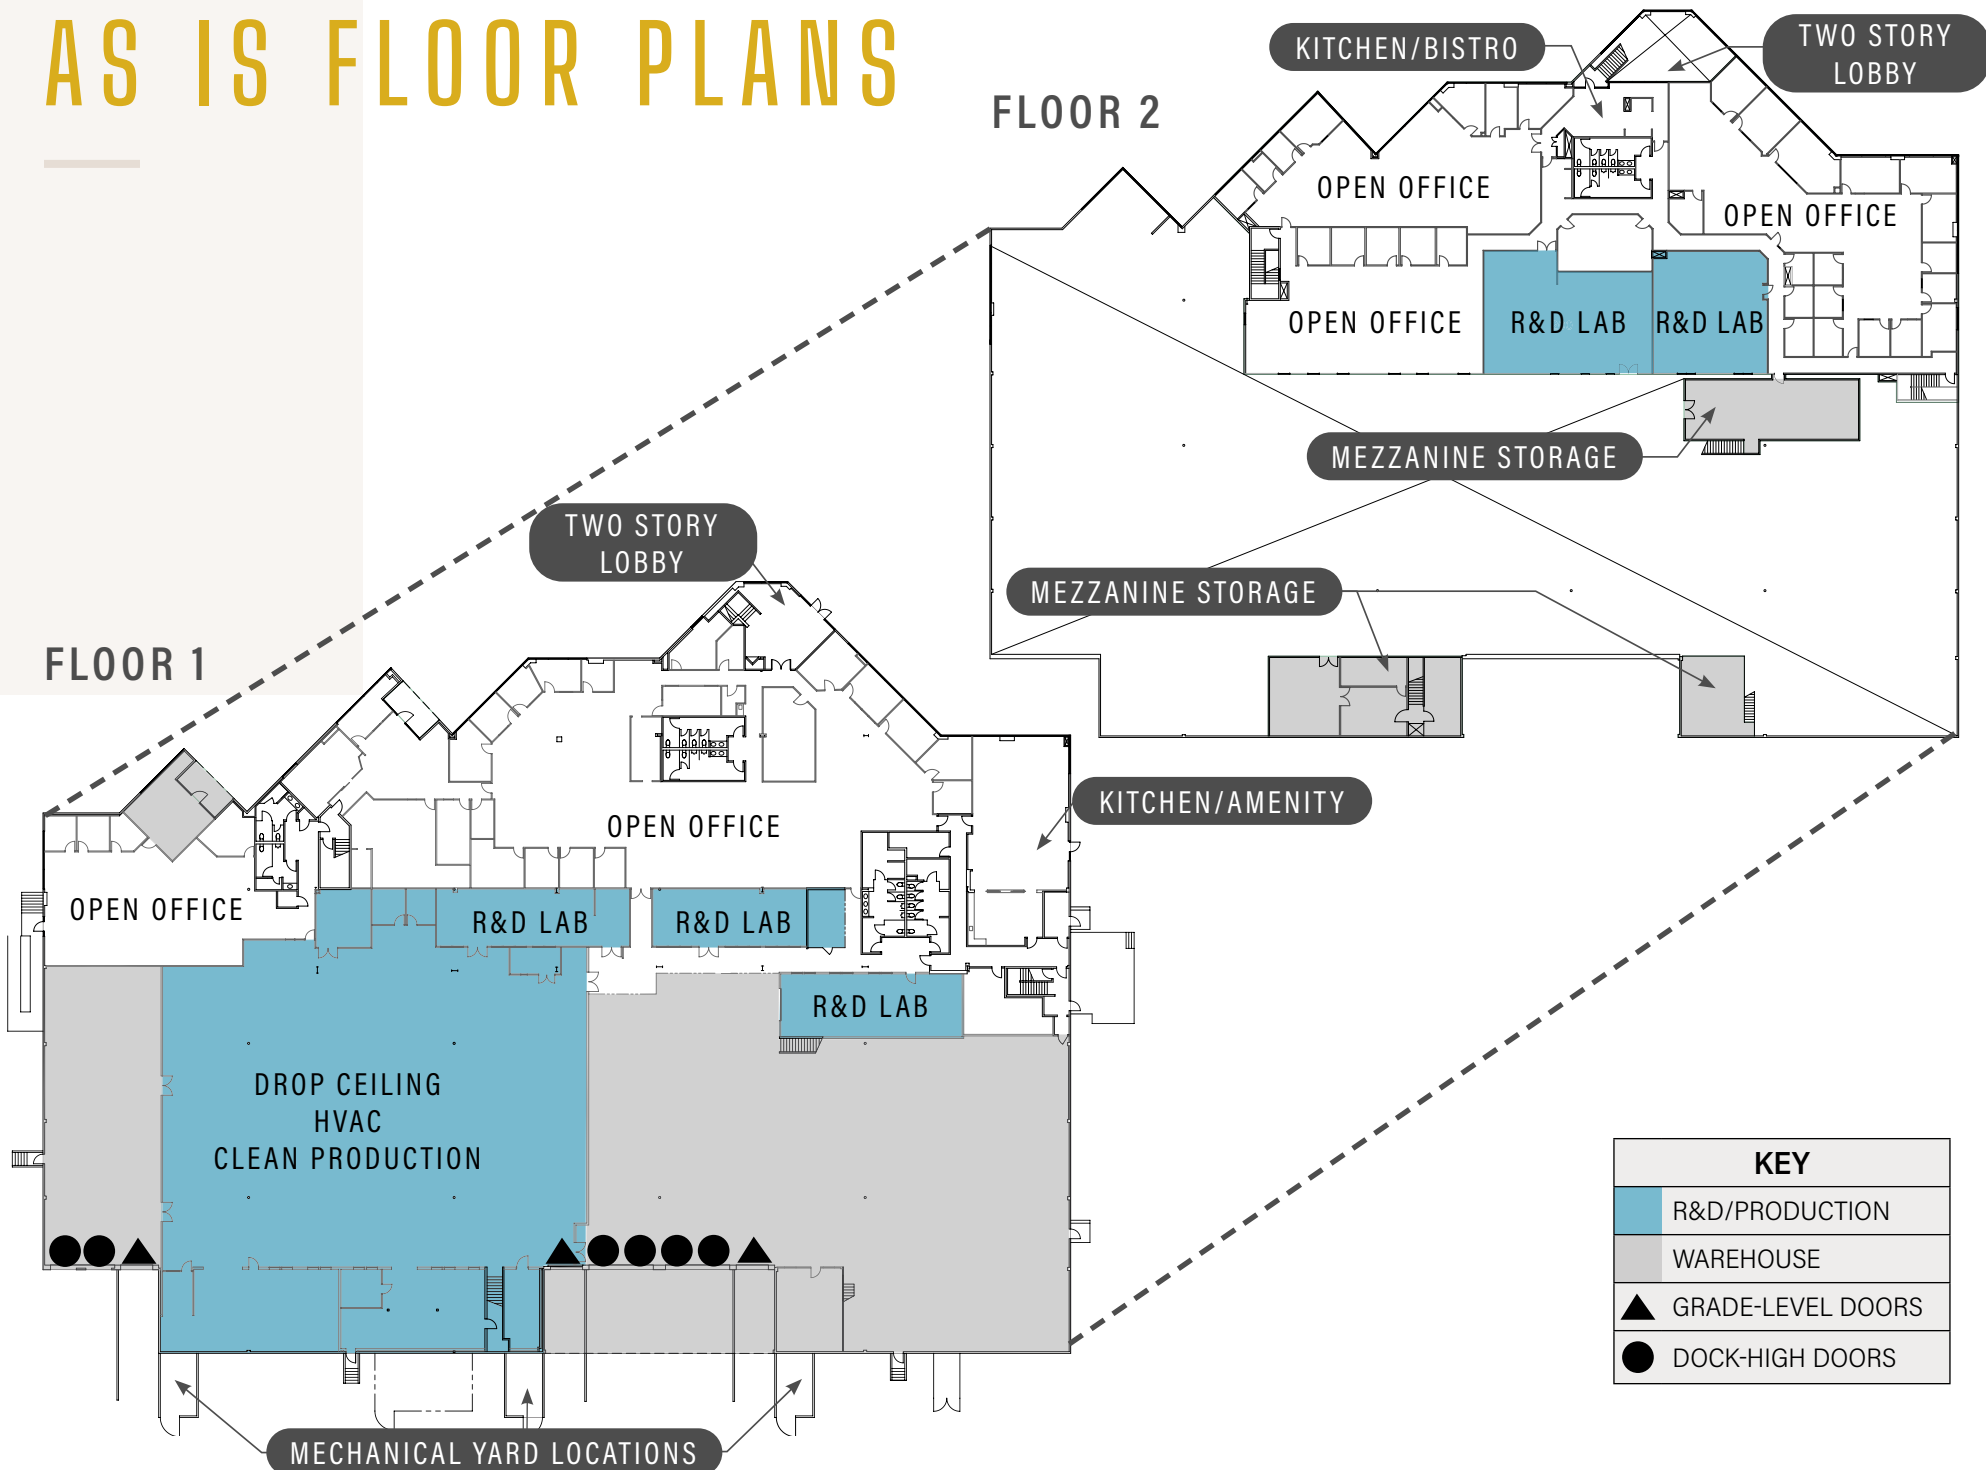 AS IS FLOOR PLANS
FLOOR 2
KITCHEN/BISTRO
TWO STORY
LOBBY
OPEN OFFICE
OPEN OFFICE
OPEN OFFICE
R&D LAB
R&D LAB
MEZZANINE STORAGE
MEZZANINE STORAGE
FLOOR 1
TWO STORY
LOBBY
KITCHEN/AMENITY
OPEN OFFICE
OPEN OFFICE
R&D LAB
R&D LAB
R&D LAB
DROP CEILING
HVAC
CLEAN PRODUCTION
MECHANICAL YARD LOCATIONS
KEY
R&D/PRODUCTION
WAREHOUSE
GRADE-LEVEL DOORS
DOCK-HIGH DOORS